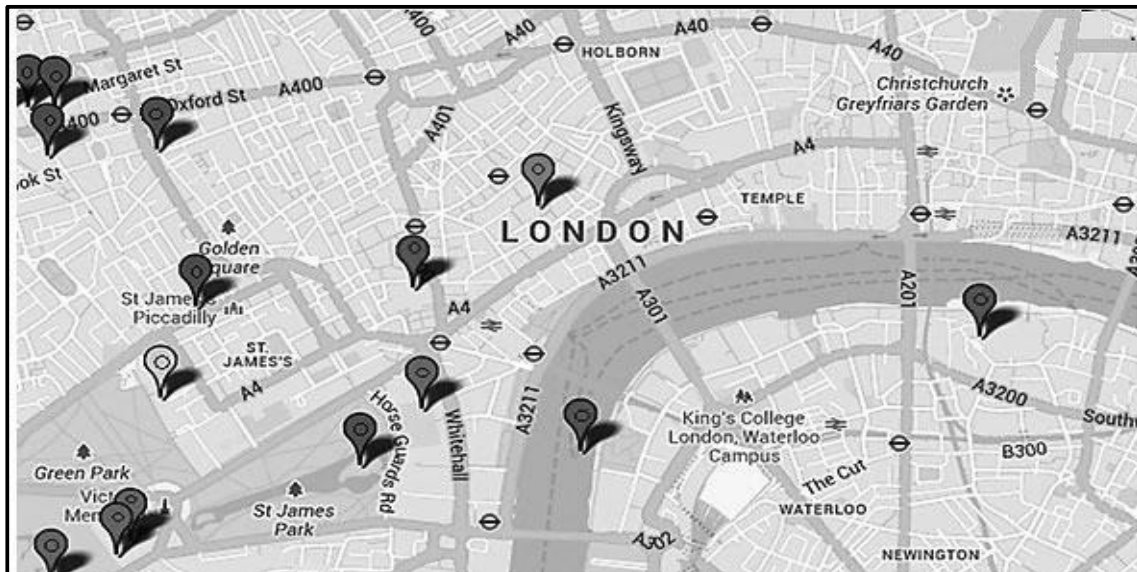 A400
A40
A40
A40
HOLBORN
Margaret St
Oxford St
A400
A400
A401
Kingsway
Christchurch
Greyfriars Garden
A4
ok St
TEMPLE
LONDON
Golden
quare
A3211
A3211
A301
A201
St James's
Piccadilly
A4
ST.
JAMES'S
A4
A3211
Horse Guards Rd
Whitehall
A3200
King's College
London, Waterloo
Campus
B300
The Cut
Green Park
Vict
Mem
St James
Park
WATERLOO
A302
NEWINGTON